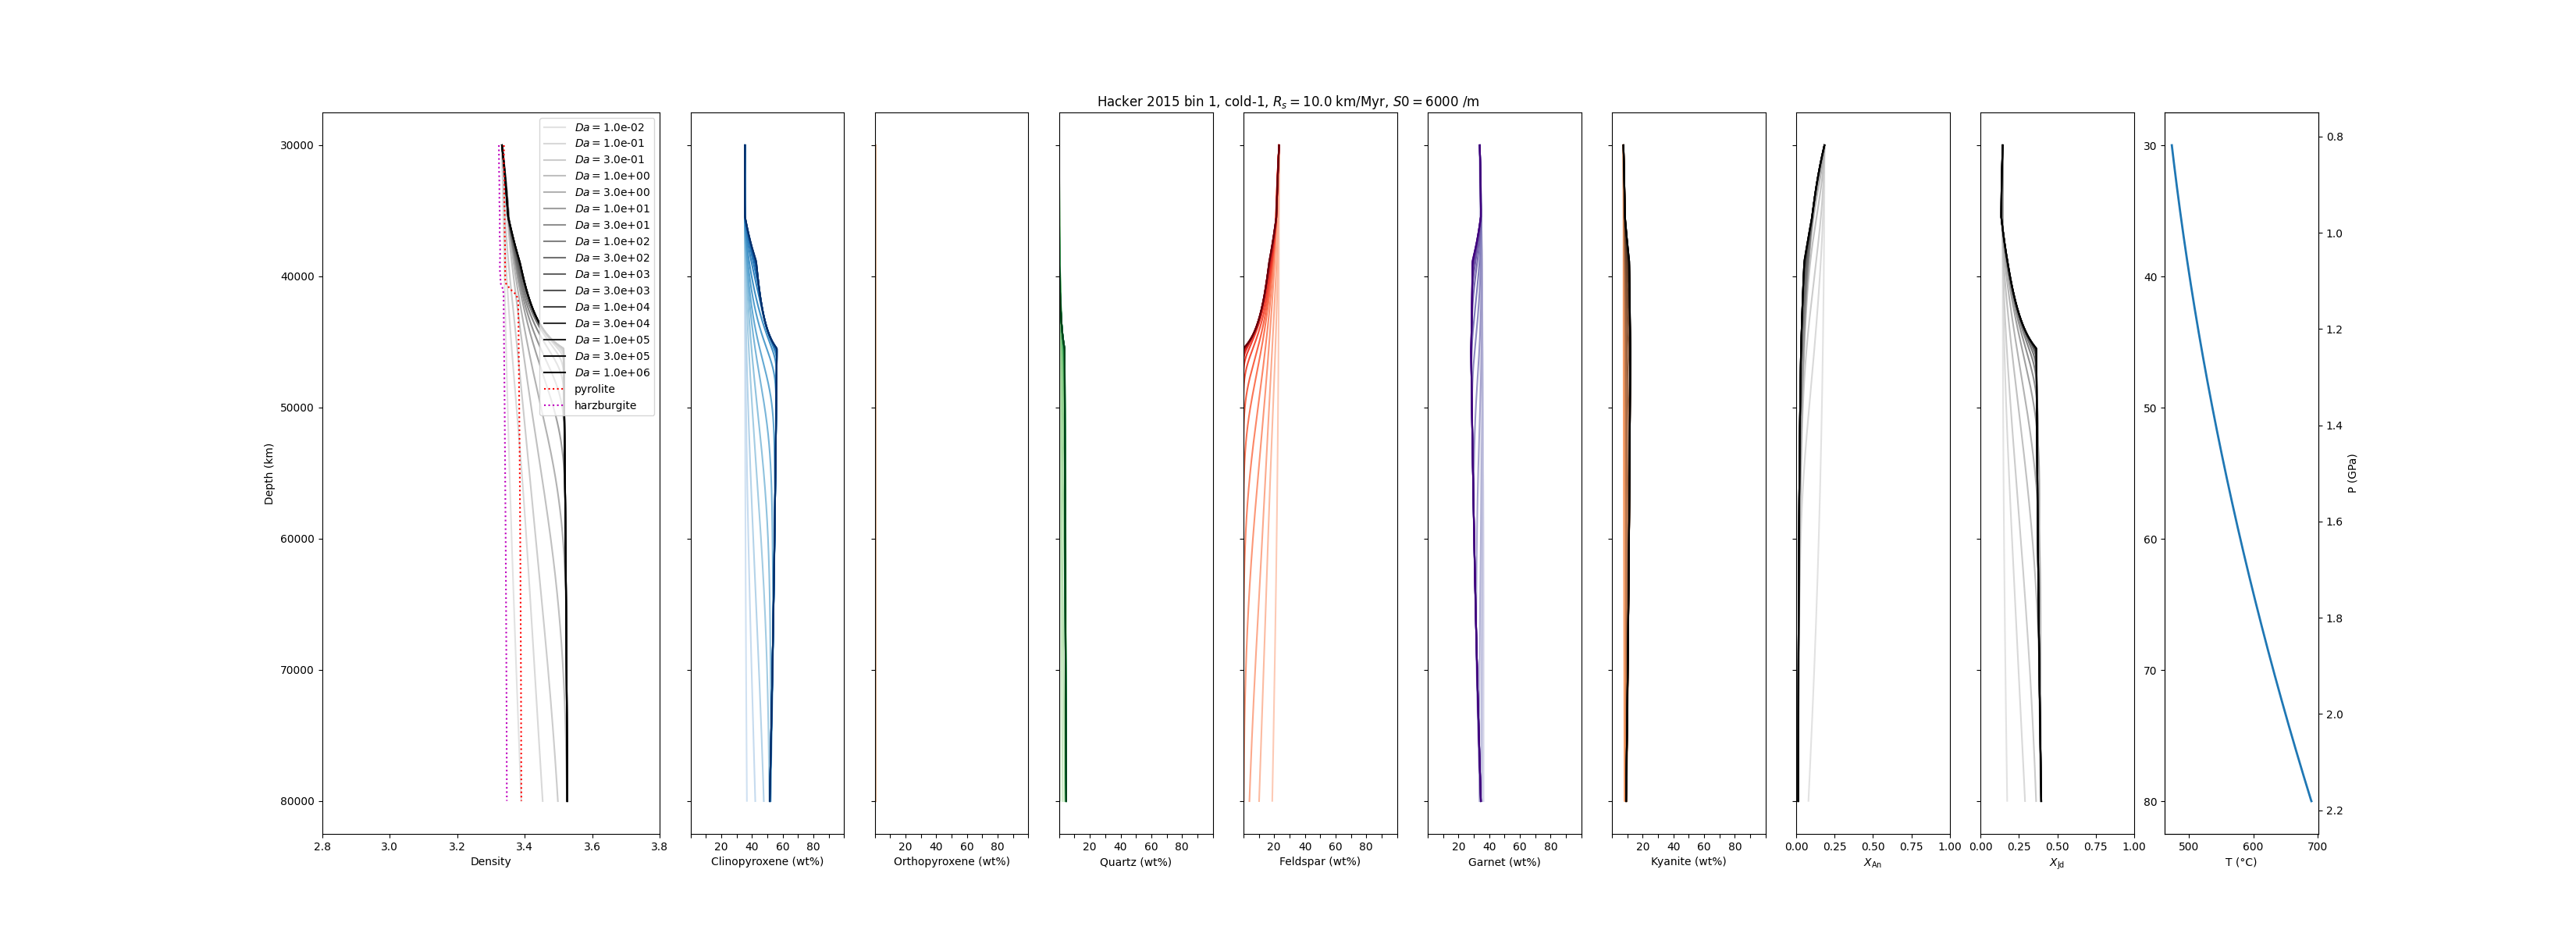 Hacker 2015 bin 1, cold-1, Rs = 10.0 km/Myr, S0 = 6000 /m
Depth (km)
30000
40000
50000
60000
70000
80000
2.8 3.0 3.2 3.4 3.6 3.8
Density
Da = 1.0e-02
Da = 1.0e-01
Da = 3.0e-01
Da = 1.0e+00
Da = 3.0e+00
Da = 1.0e+01
Da = 3.0e+01
Da = 1.0e+02
Da = 3.0e+02
Da = 1.0e+03
Da = 3.0e+03
Da = 1.0e+04
Da = 3.0e+04
Da = 1.0e+05
Da = 3.0e+05
Da = 1.0e+06
pyrolite
harzburgite
20 40 60 80
Clinopyroxene (wt%)
20 40 60 80
Orthopyroxene (wt%)
20 40 60 80
Quartz (wt%)
20 40 60 80
Feldspar (wt%)
20 40 60 80
Garnet (wt%)
20 40 60 80
Kyanite (wt%)
0.00 0.25 0.50 0.75 1.00
XAn
0.00 0.25 0.50 0.75 1.00
XJd
30
40
50
60
70
80
500 600 700
T (°C)
0.8
1.0
1.2
1.4
1.6
1.8
2.0
2.2
P (GPa)